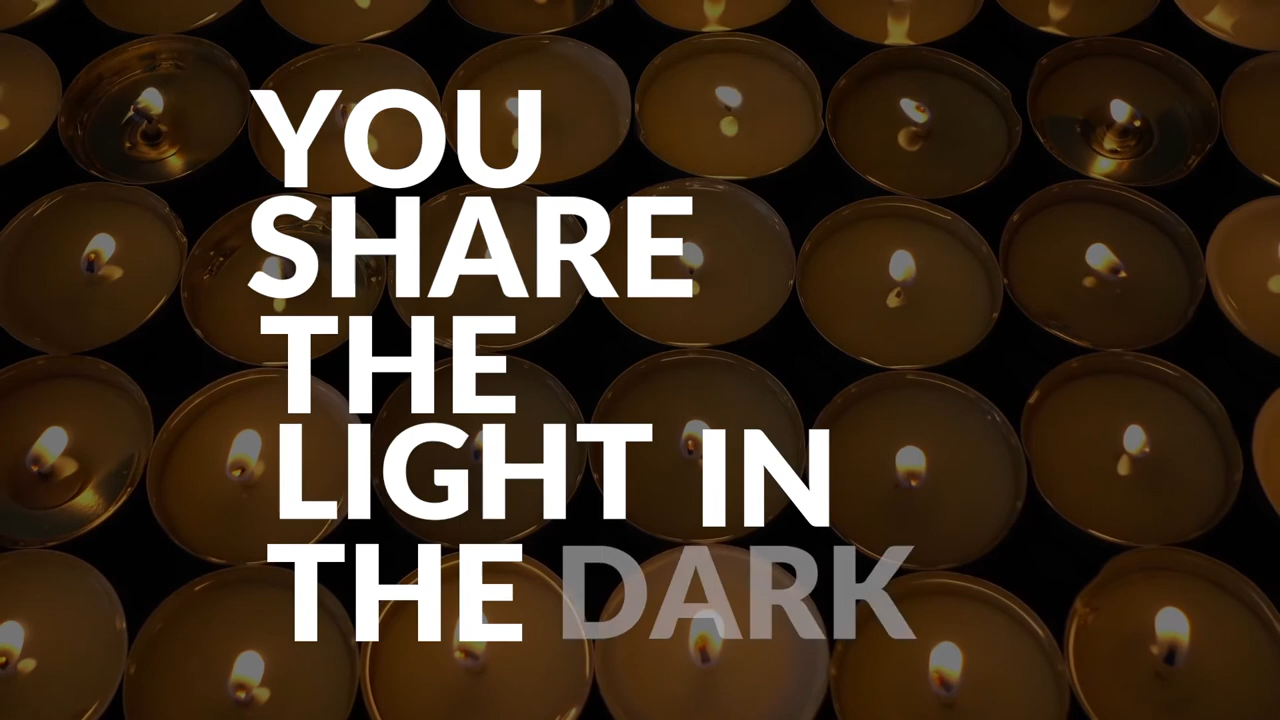 YOU
SHARE
THE
LIGHT IN
THE DARK